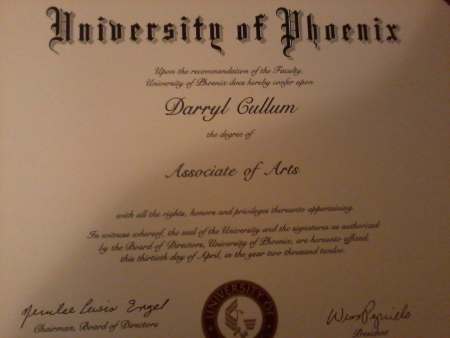 University of Phoenix
Upon the recommendation of the Faculty,
University of Phoenix does hereby confer upon
Darryl Cullum
the degree of
Associate of Arts
with all the rights, honors and privileges thereunto appertaining.
In witness whereof, the seal of the University and the signatures as authorized
by the Board of Directors, University of Phoenix, are hereunto affixed,
this thirtieth day of April, in the year two thousand twelve.
Chairman, Board of Directors
UNIVERSITY OF
President